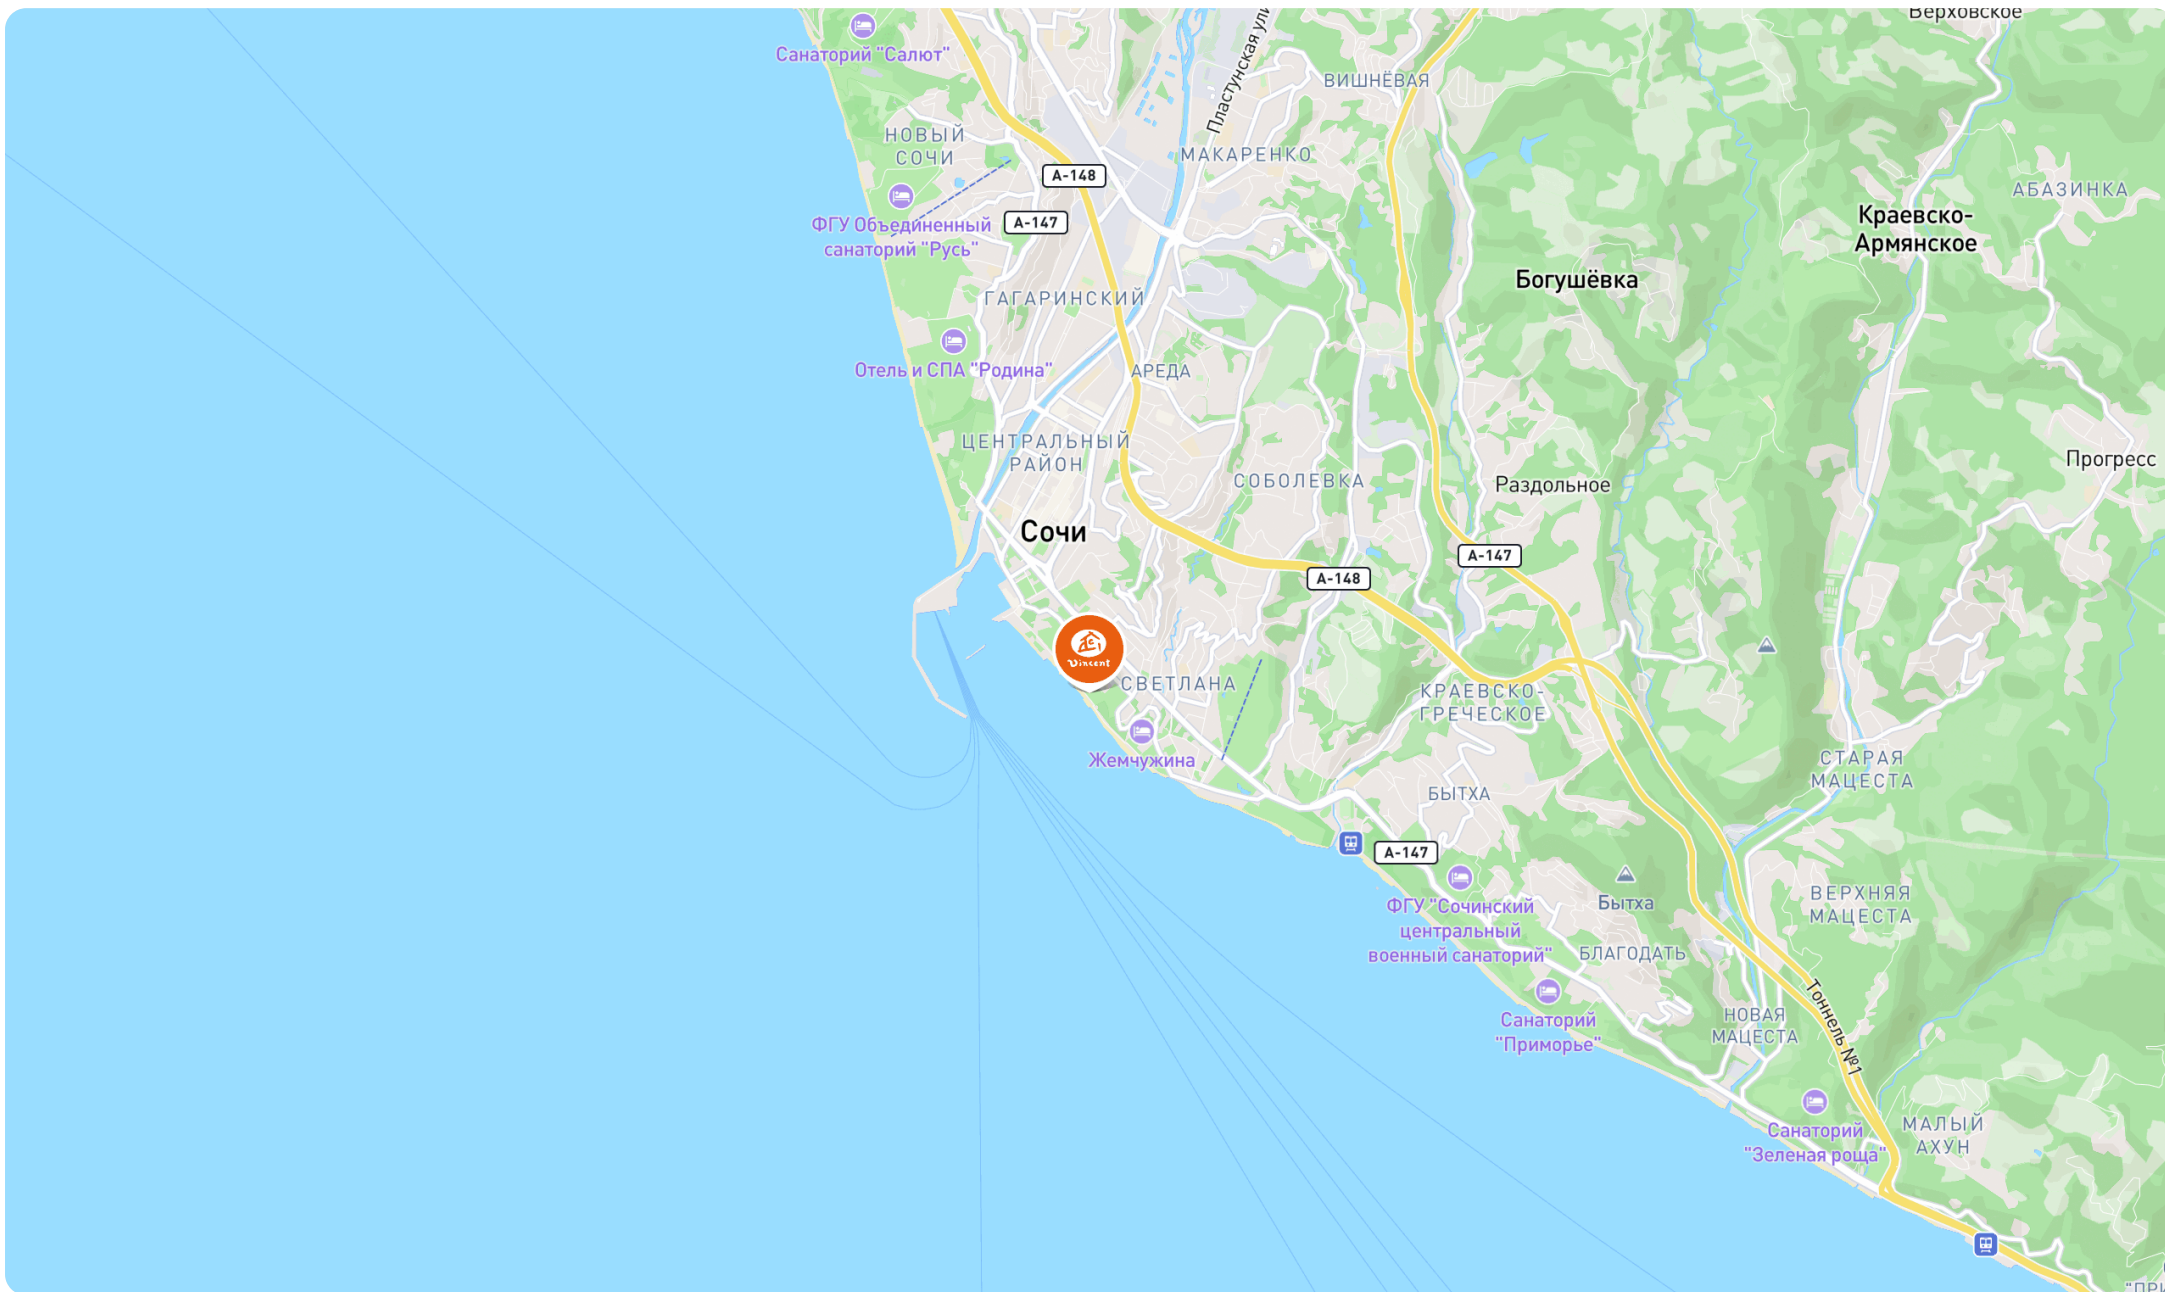 Верховское
Санаторий "Салют"
Пластунская ули
ВИШНЁВАЯ
НОВЫЙ
СОЧИ
МАКАРЕНКО
А-148
АБАЗИНКА
А-147
ФГУ Объединенный
санаторий "Русь"
Краевско-
Армянское
Богушёвка
ГАГАРИНСКИЙ
Отель и СПА "Родина"
АРЕДА
ЦЕНТРАЛЬНЫЙ
РАЙОН
Прогресс
СОБОЛЕВКА
Раздольное
Сочи
А-147
А-148
Vincent
СВЕТЛАНА
КРАЕВСКО-
ГРЕЧЕСКОЕ
Жемчужина
СТАРАЯ
МАЦЕСТА
БЫТХА
А-147
ФГУ "Сочинский
центральный
военный санаторий"
Бытха
ВЕРХНЯЯ
МАЦЕСТА
БЛАГОДАТЬ
Санаторий
"Приморье"
НОВАЯ
МАЦЕСТА
Тоннель №1
Санаторий
"Зеленая роща"
МАЛЫЙ
АХУН